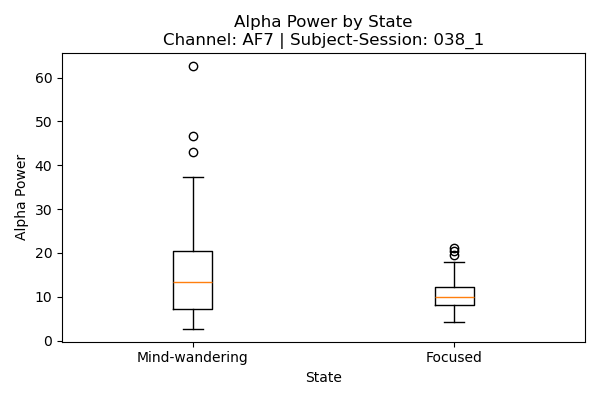 Alpha Power by State
Channel: AF7 | Subject-Session: 038_1
Alpha Power
60
50
40
30
20
10
0
Mind-wandering
Focused
State